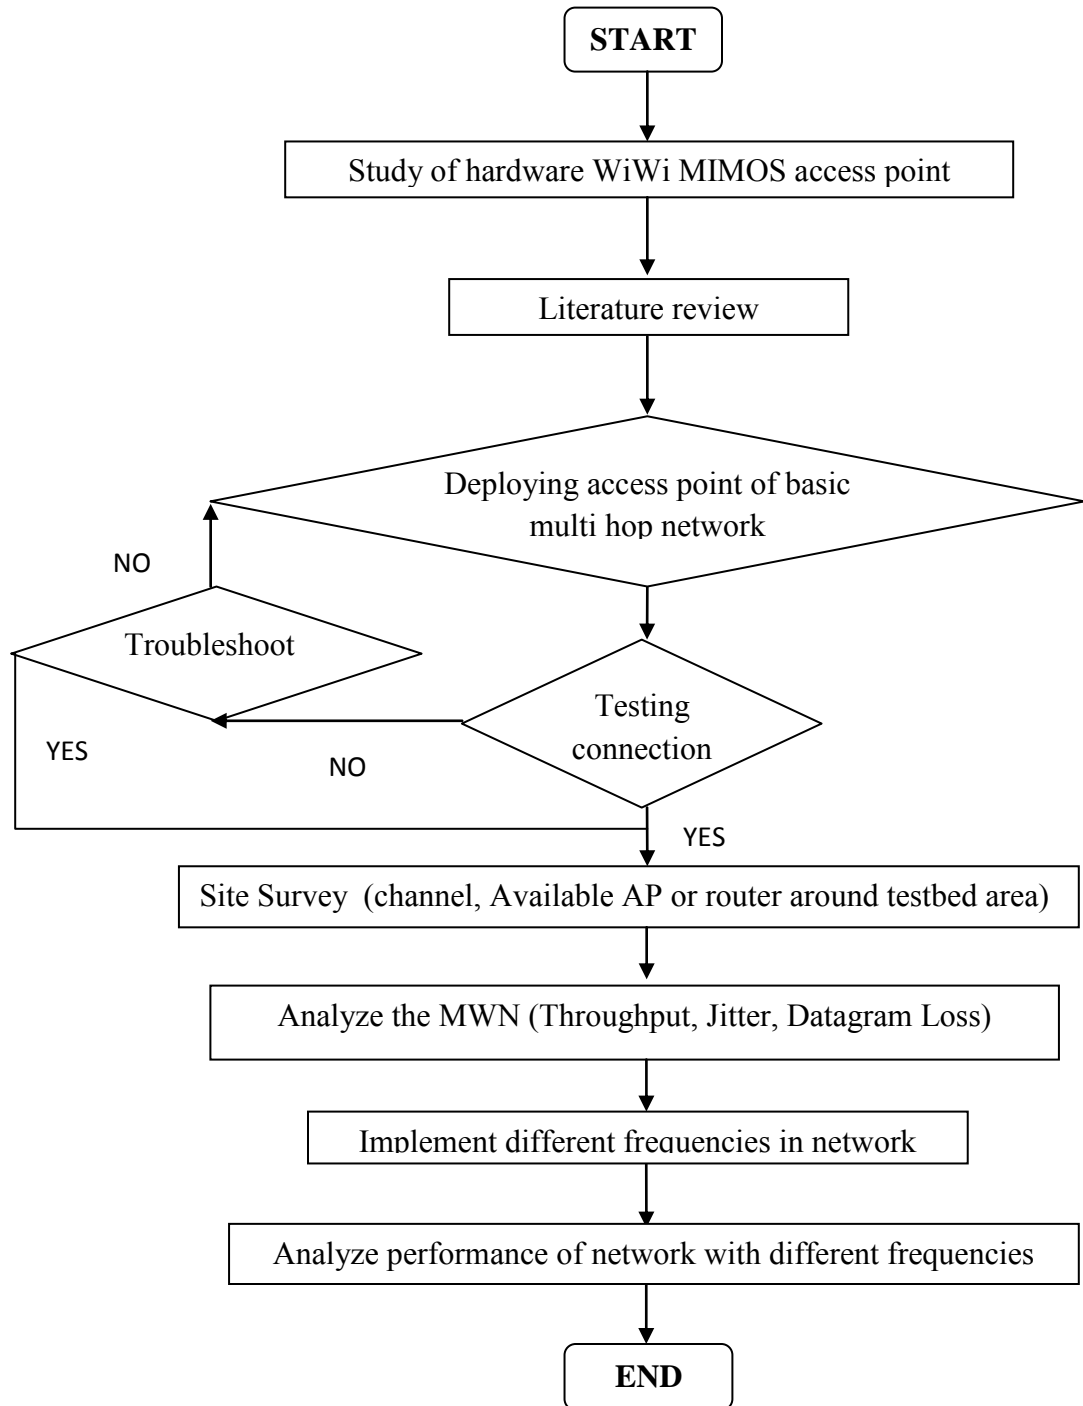 START
Study of hardware WiWi MIMOS access point
Literature review
Deploying access point of basic
multi hop network
NO
Troubleshoot
Testing
connection
YES
NO
YES
Site Survey  (channel, Available AP or router around testbed area)
Analyze the MWN (Throughput, Jitter, Datagram Loss)
Implement different frequencies in network
Analyze performance of network with different frequencies
END